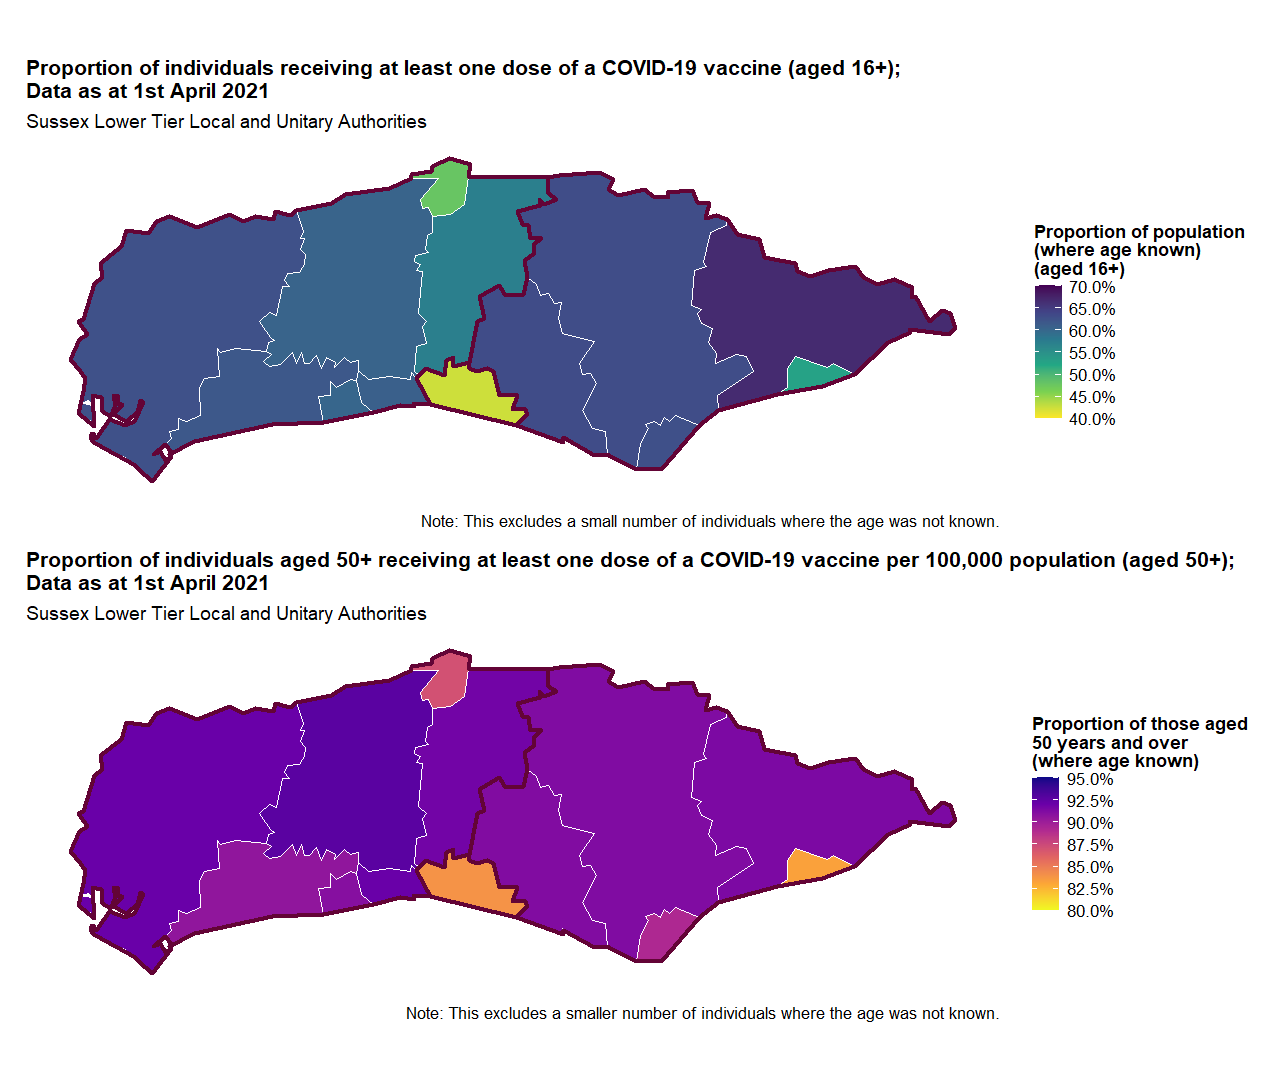 Proportion of individuals receiving at least one dose of a COVID-19 vaccine (aged 16+);
Data as at 1st April 2021
Sussex Lower Tier Local and Unitary Authorities
Proportion of population
(where age known)
(aged 16+)
70.0%
65.0%
60.0%
55.0%
50.0%
45.0%
40.0%
Note: This excludes a small number of individuals where the age was not known.
Proportion of individuals aged 50+ receiving at least one dose of a COVID-19 vaccine per 100,000 population (aged 50+);
Data as at 1st April 2021
Sussex Lower Tier Local and Unitary Authorities
Proportion of those aged
50 years and over
(where age known)
95.0%
92.5%
90.0%
87.5%
85.0%
82.5%
80.0%
Note: This excludes a smaller number of individuals where the age was not known.